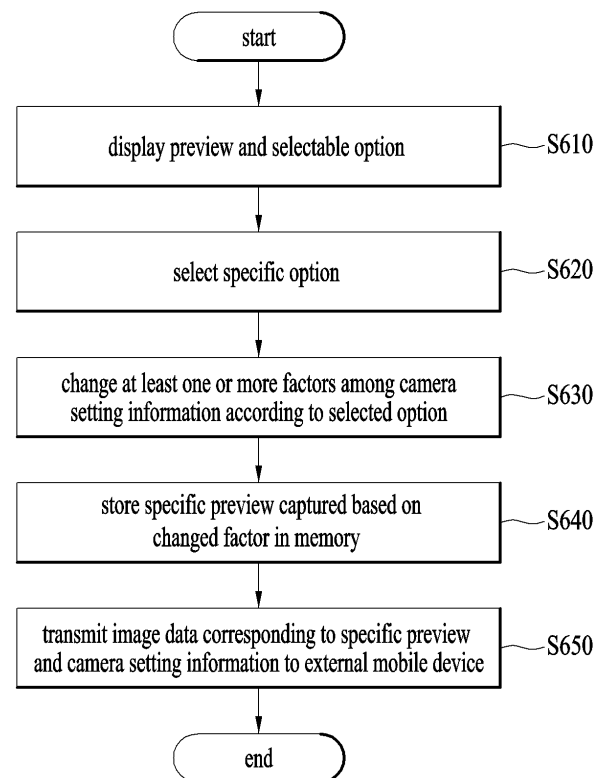 start
display preview and selectable option
S610
select specific option
S620
change at least one or more factors among camera
setting information according to selected option
S630
store specific preview captured based on
changed factor in memory
S640
transmit image data corresponding to specific preview
and camera setting information to external mobile device
S650
end